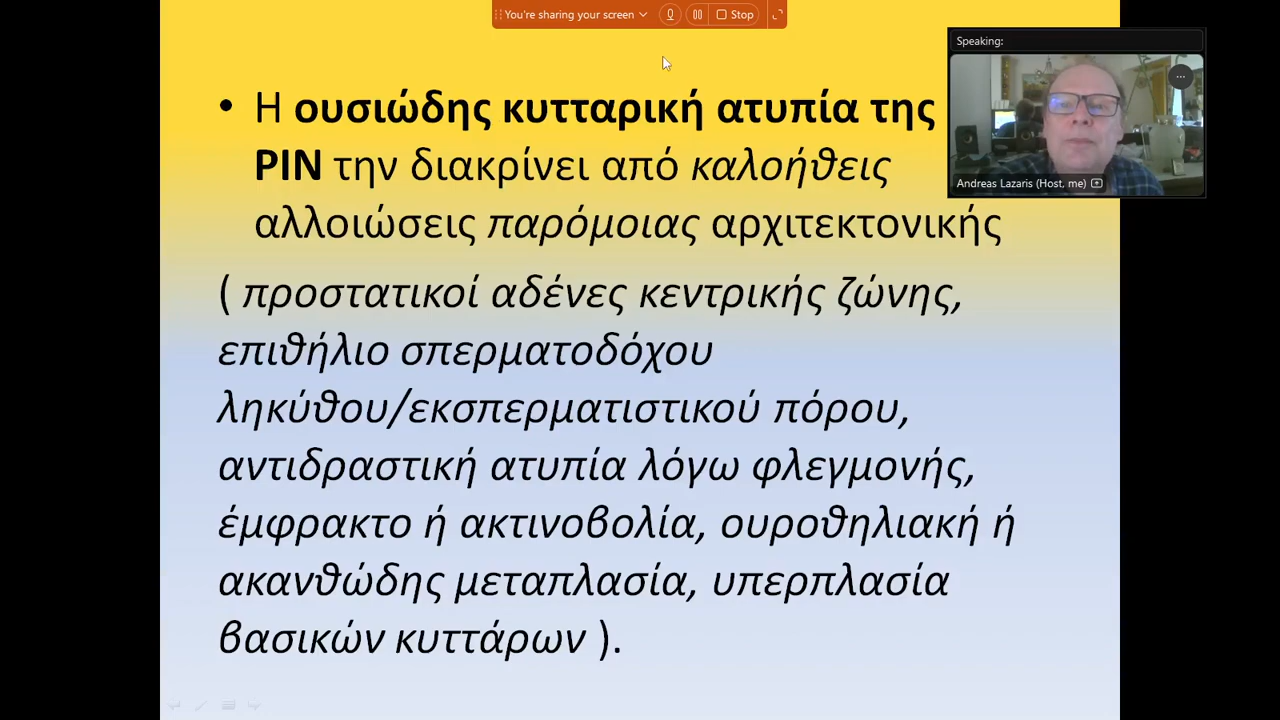 You're sharing your screen
Stop
Speaking:
Andreas Lazaris (Host, me)
• Η ουσιώδης κυτταρική ατυπία της
PIN την διακρίνει από καλοήθεις
αλλοιώσεις παρόμοιας αρχιτεκτονικής
( προστατικοί αδένες κεντρικής ζώνης,
επιθήλιο σπερματοδόχου
ληκύθου/εκσπερματιστικού πόρου,
αντιδραστική ατυπία λόγω φλεγμονής,
έμφρακτο ή ακτινοβολία, ουροθηλιακή ή
ακανθώδης μεταπλασία, υπερπλασία
βασικών κυττάρων ).